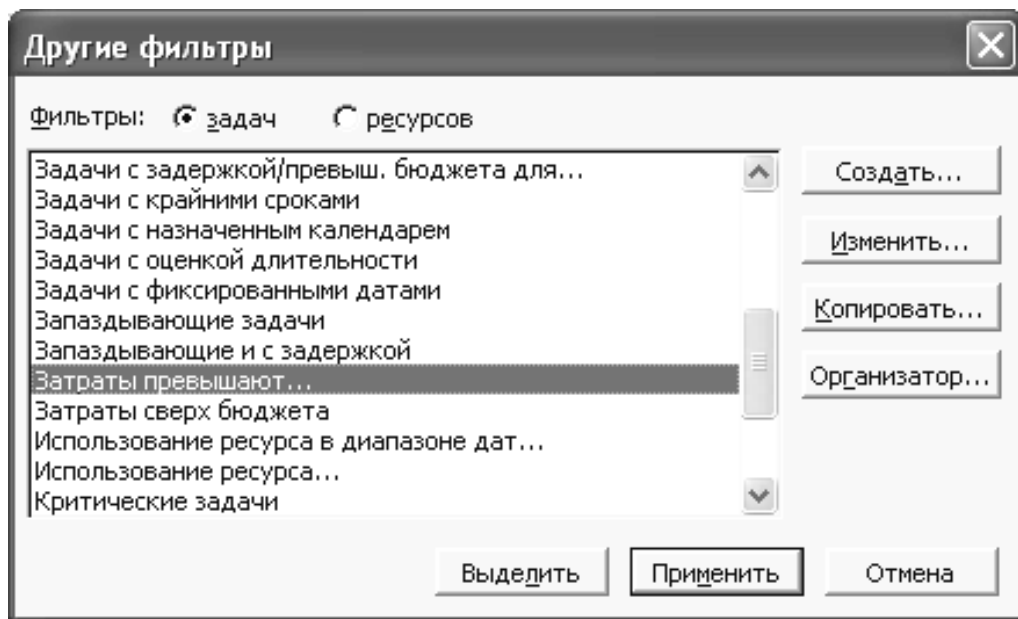 Другие фильтры
Фильтры: задач ресурсов
Задачи с задержкой/превыш. бюджета для...
Задачи с крайними сроками
Задачи с назначенным календарем
Задачи с оценкой длительности
Задачи с фиксированными датами
Запаздывающие задачи
Запаздывающие и с задержкой
Затраты превышают...
Затраты сверх бюджета
Использование ресурса в диапазоне дат...
Использование ресурса...
Критические задачи
Создать...
Изменить...
Копировать...
Организатор...
Выделить Применить Отмена